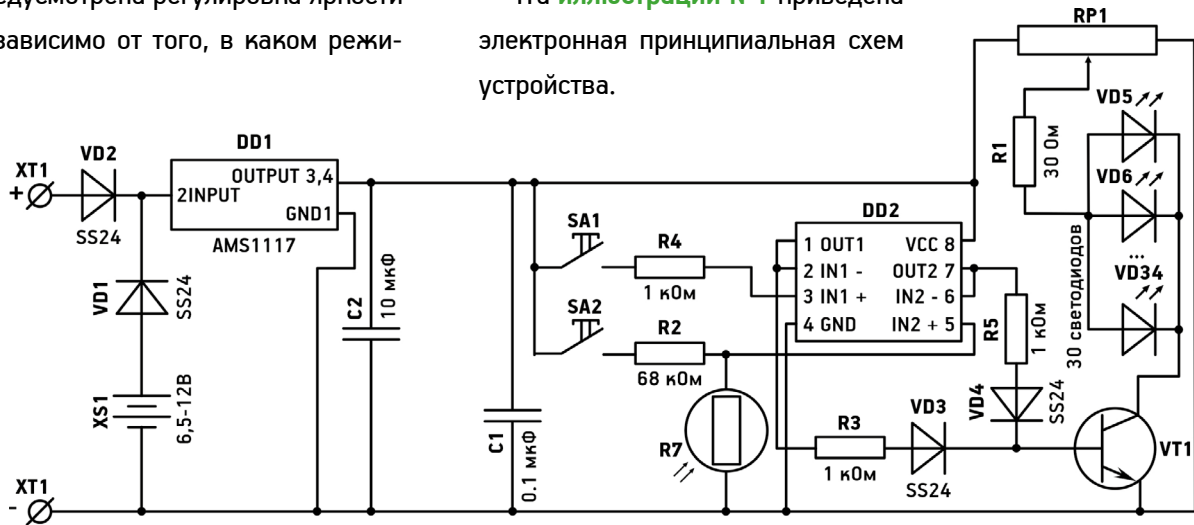 едусмотрена регулировка яркости
зависимо от того, в каком режи-
иллюстрации №1 приведена
электронная принципиальная схем
устройства.
RP1
VD5
R1
30 Ом
VD6
...
VD34
30 светодиодов
XT1
+
VD2
SS24
DD1
OUTPUT 3,4
2INPUT
GND1
AMS1117
VD1
SS24
XS1
6,5-12В
C2
10 мкФ
C1
0.1 мкФ
SA1
R4
1 кОм
SA2
R2
68 кОм
DD2
1 OUT1 VCC 8
2 IN1 - OUT2 7
3 IN1 + IN2 - 6
4 GND IN2 + 5
R5
1 кОм
VD4
SS24
R7
R3
1 кОм
VD3
SS24
VT1
XT1
-